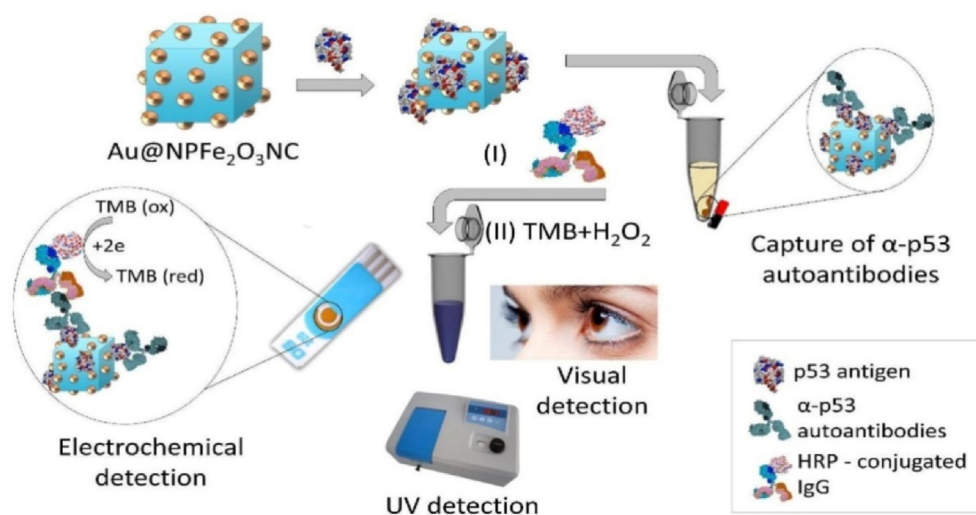 Au@NPFe₂O₃NC
(I)
(II) TMB+H₂O₂
Capture of α-p53
autoantibodies
TMB (ox)
+2e
TMB (red)
Electrochemical
detection
Visual
detection
UV detection
p53 antigen
α-p53
autoantibodies
HRP - conjugated
IgG